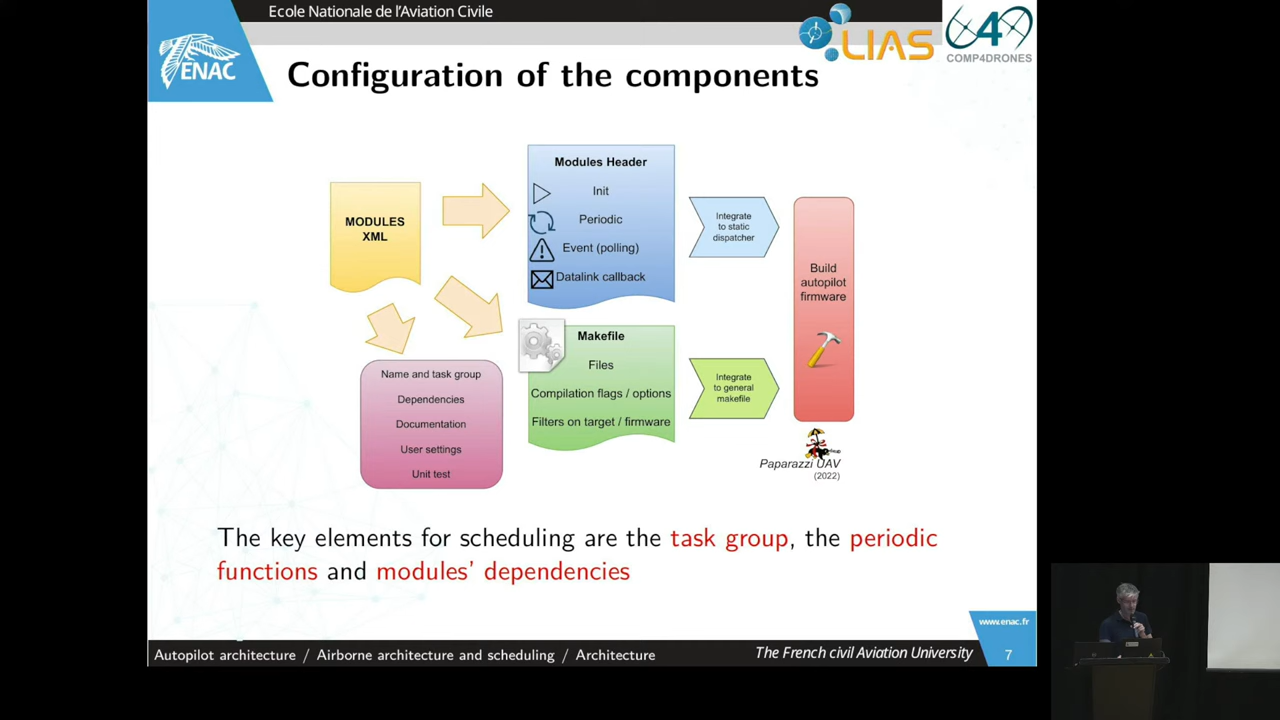 Ecole Nationale de l'Aviation Civile
ENAC
LIAS
COMP4DRONES
Configuration of the components
MODULES
XML
Modules Header
Init
Periodic
Event (polling)
Datalink callback
Integrate
to static
dispatcher
Build
autopilot
firmware
Makefile
Files
Compilation flags / options
Filters on target / firmware
Integrate
to general
makefile
Name and task group
Dependencies
Documentation
User settings
Unit test
Paparazzi UAV
(2022)
The key elements for scheduling are the task group, the periodic
functions and modules' dependencies
www.enac.fr
Autopilot architecture / Airborne architecture and scheduling / Architecture
The French civil Aviation University
7